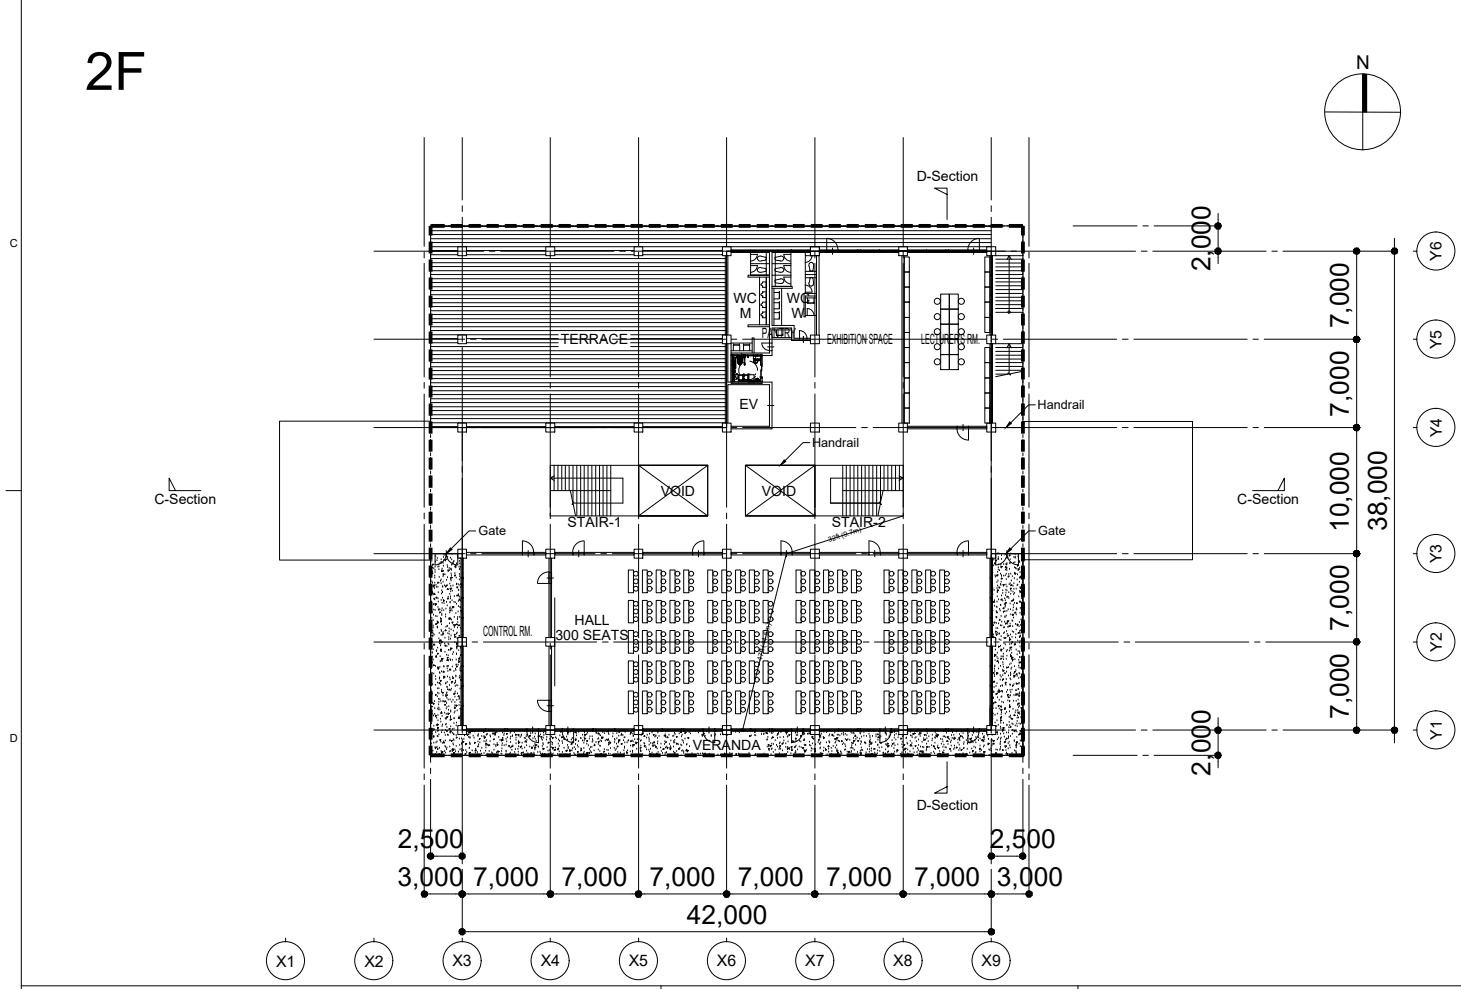 2F
N
D-Section
2,000
C
Y6
7,000
WC
M
WC
W
PANTRY
TERRACE
EXHIBITION SPACE
LECTURER'S RM.
Y5
7,000
EV
Handrail
Y4
Handrail
C-Section
VOID
VOID
C-Section
10,000
38,000
STAIR-1
STAIR-2
Gate
Gate
Y3
7,000
HALL
300 SEATS
CONTROL RM.
Y2
7,000
D
VERANDA
Y1
2,000
D-Section
2,500
2,500
3,000
7,000
7,000
7,000
7,000
7,000
7,000
3,000
42,000
X1
X2
X3
X4
X5
X6
X7
X8
X9